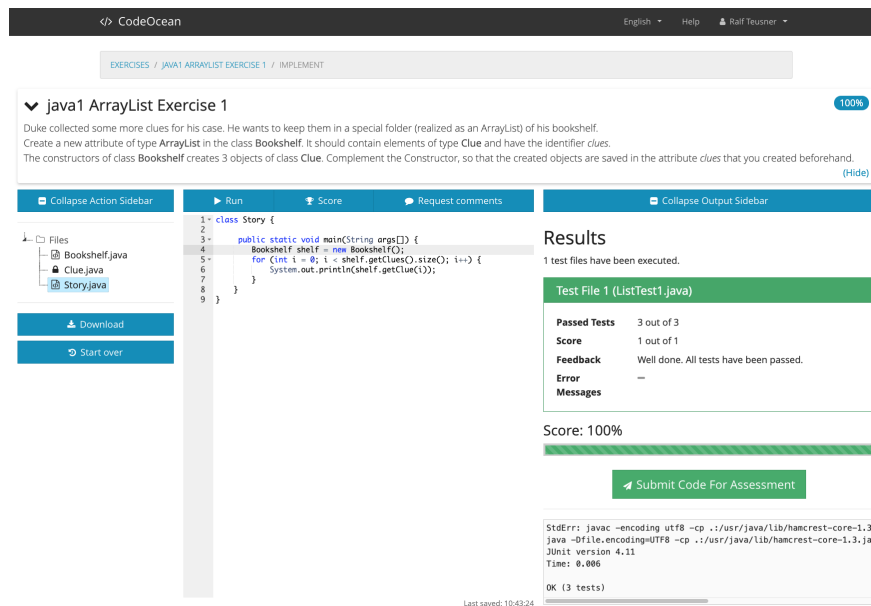 </> CodeOcean
English
Help
Ralf Teusner
EXERCISES / JAVA1 ARRAYLIST EXERCISE 1 / IMPLEMENT
java1 ArrayList Exercise 1
100%
Duke collected some more clues for his case. He wants to keep them in a special folder (realized as an ArrayList) of his bookshelf.
Create a new attribute of type ArrayList in the class Bookshelf. It should contain elements of type Clue and have the identifier clues.
The constructors of class Bookshelf creates 3 objects of class Clue. Complement the Constructor, so that the created objects are saved in the attribute clues that you created beforehand.
(Hide)
Collapse Action Sidebar
Files
Bookshelf.java
Clue.java
Story.java
Download
Start over
Run
Score
Request comments
1 class Story {
2
3 public static void main(String args[]) {
4 Bookshelf shelf = new Bookshelf();
5 for (int i = 0; i < shelf.getClues().size(); i++) {
6 System.out.println(shelf.getClue(i));
7 }
8 }
9 }
Last saved: 10:43:24
Collapse Output Sidebar
Results
1 test files have been executed.
Test File 1 (ListTest1.java)
Passed Tests 3 out of 3
Score 1 out of 1
Feedback Well done. All tests have been passed.
Error Messages —
Score: 100%
Submit Code For Assessment
StdErr: javac -encoding utf8 -cp .:/usr/java/lib/hamcrest-core-1.3
java -Dfile.encoding=UTF8 -cp .:/usr/java/lib/hamcrest-core-1.3.ja
JUnit version 4.11
Time: 0.006
OK (3 tests)